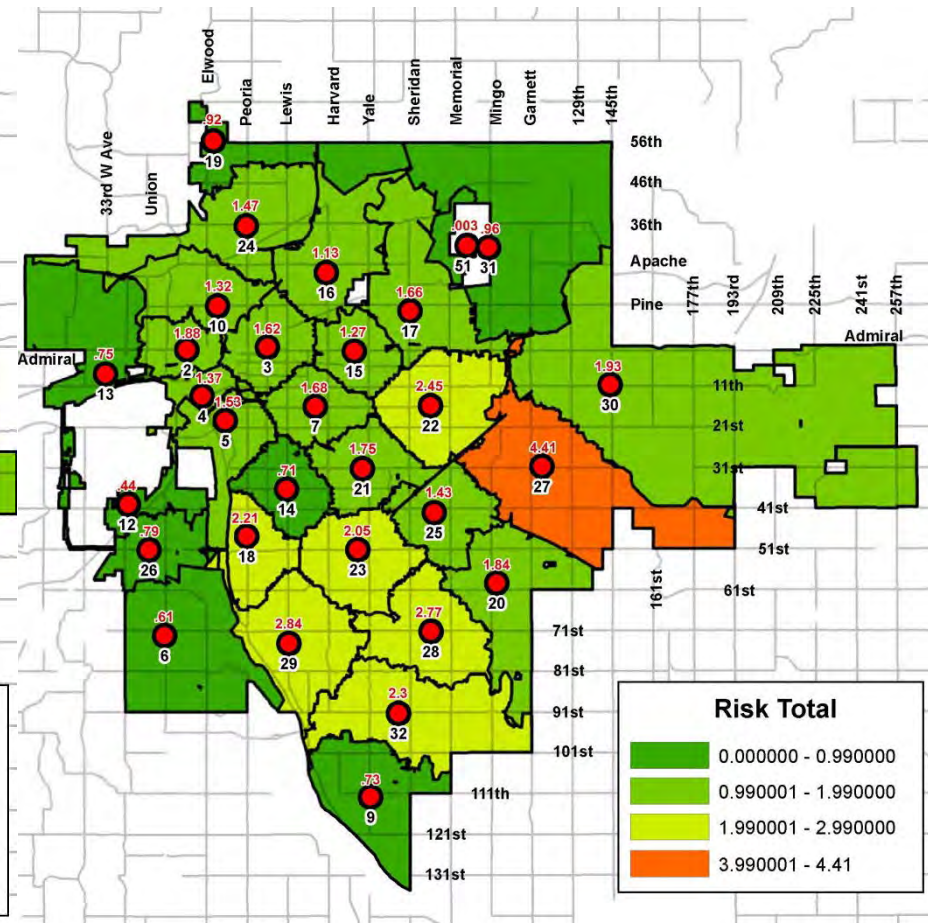 Elwood
Peoria
Lewis
Harvard
Yale
Sheridan
Memorial
Mingo
Garnett
129th
145th
33rd W Ave
Union
56th
46th
36th
Apache
Pine
177th
193rd
209th
225th
241st
257th
Admiral
Admiral
11th
21st
31st
41st
51st
161st
61st
71st
81st
91st
101st
111th
121st
131st
.92
19
1.47
24
1.13
16
.003
51
.96
31
1.32
10
1.66
17
1.88
2
1.62
3
1.27
15
.75
13
1.37
4
1.53
5
1.68
7
2.45
22
1.93
30
1.75
21
4.41
27
.71
14
1.43
25
.44
12
.79
26
2.21
18
2.05
23
1.84
20
.61
6
2.84
29
2.77
28
2.3
32
.73
9
Risk Total
0.000000 - 0.990000
0.990001 - 1.990000
1.990001 - 2.990000
3.990001 - 4.41